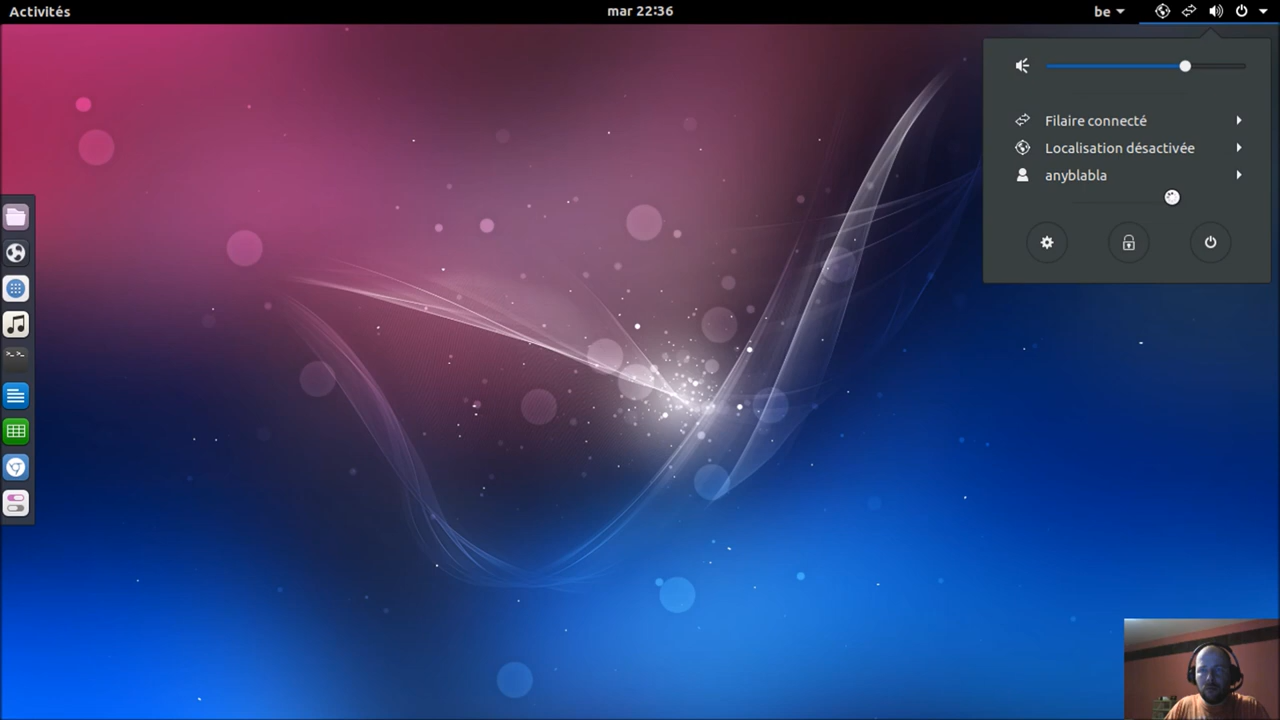 Activités
mar 22:36
be
Filaire connecté
Localisation désactivée
anyblabla